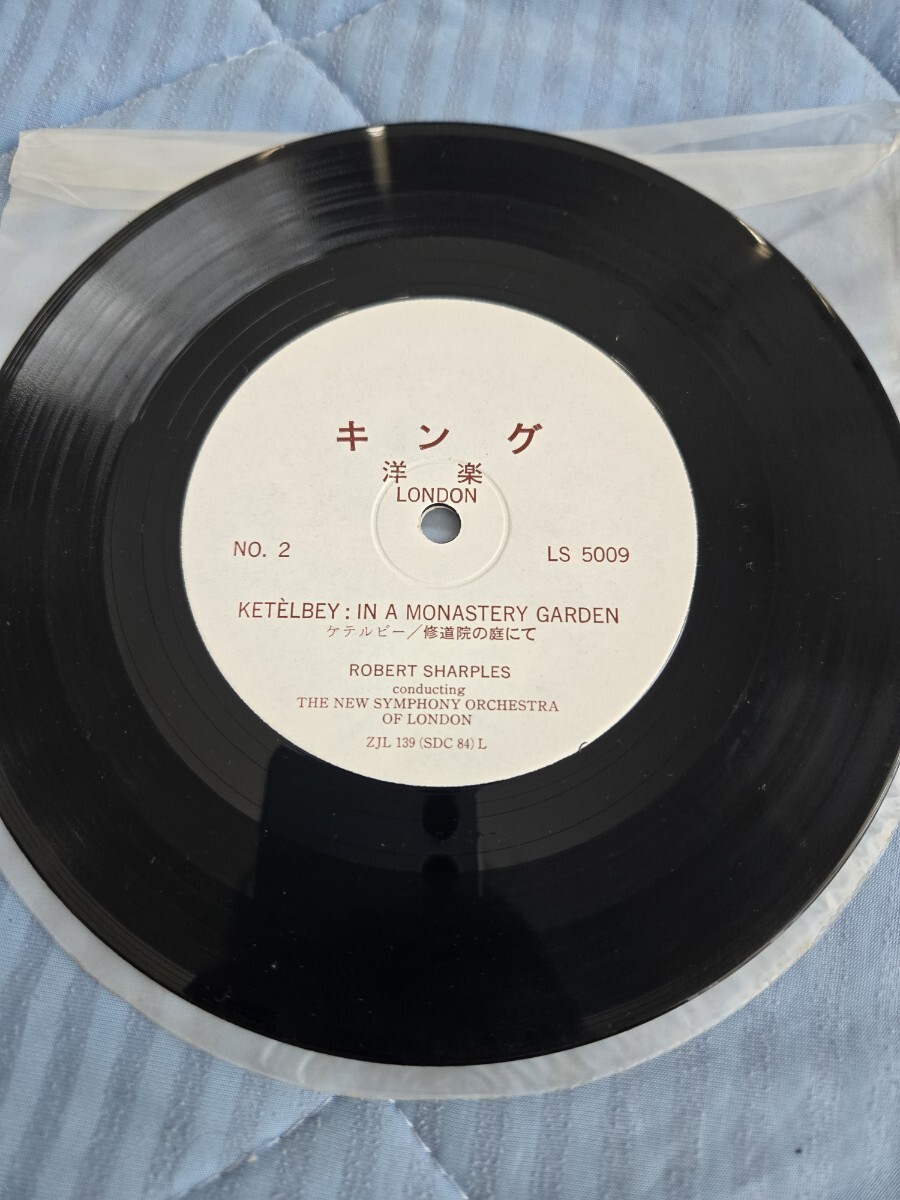 キング
洋楽
LONDON
NO. 2
LS 5009
KETÈLBEY : IN A MONASTERY GARDEN
ケテルビー/修道院の庭にて
ROBERT SHARPLES
conducting
THE NEW SYMPHONY ORCHESTRA
OF LONDON
ZJL 139 (SDC 84) L